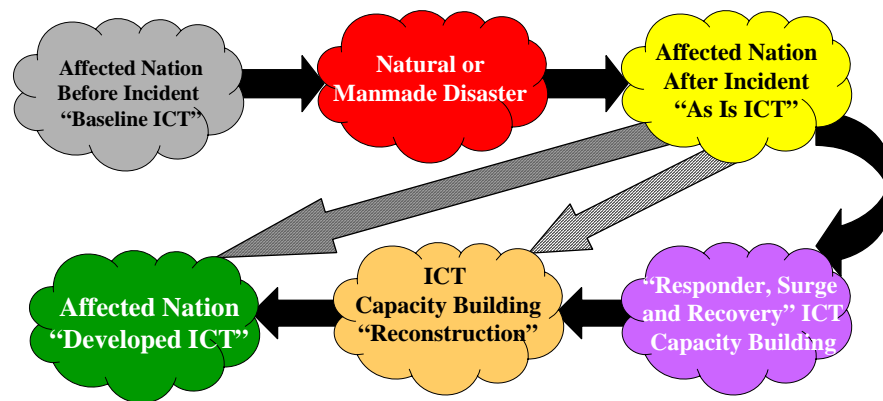 Affected Nation
Before Incident
“Baseline ICT”
Natural or
Manmade Disaster
Affected Nation
After Incident
“As Is ICT”
“Responder, Surge
and Recovery” ICT
Capacity Building
ICT
Capacity Building
“Reconstruction”
Affected Nation
“Developed ICT”